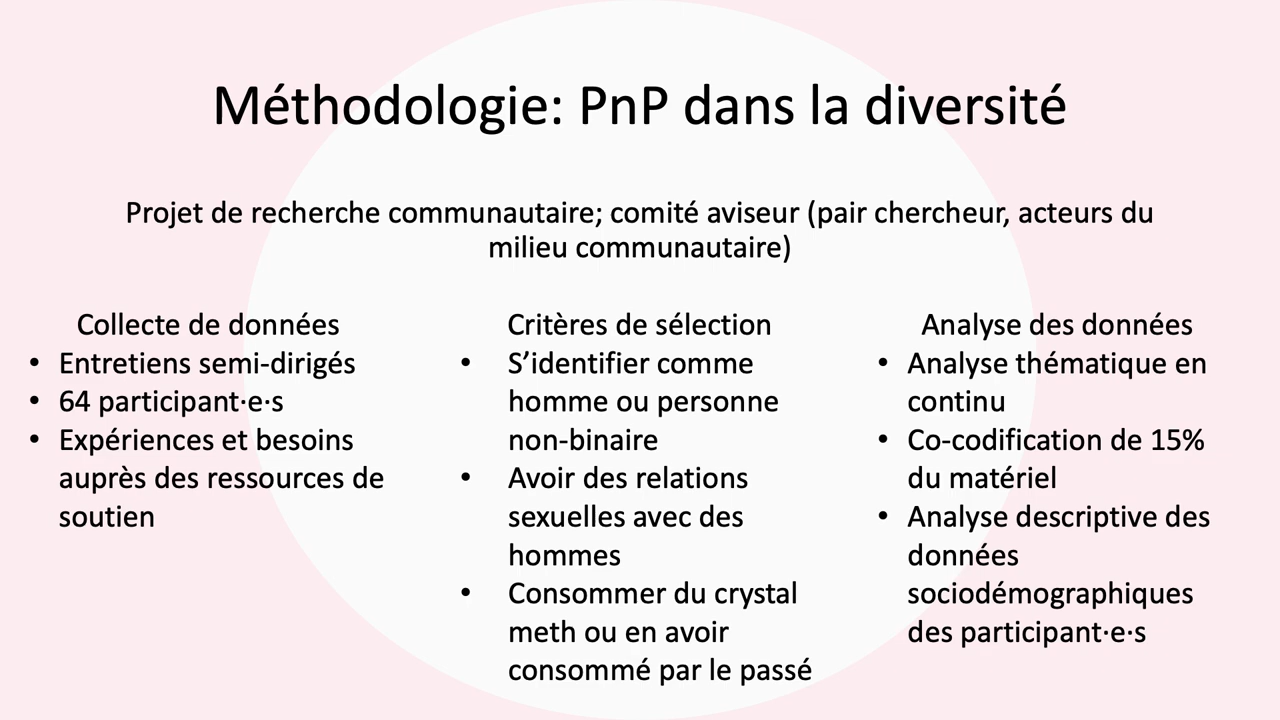 Méthodologie: PnP dans la diversité
Projet de recherche communautaire; comité aviseur (pair chercheur, acteurs du
milieu communautaire)
Collecte de données
• Entretiens semi-dirigés
• 64 participant·e·s
• Expériences et besoins
auprès des ressources de
soutien
Critères de sélection
• S’identifier comme
homme ou personne
non-binaire
• Avoir des relations
sexuelles avec des
hommes
• Consommer du crystal
meth ou en avoir
consommé par le passé
Analyse des données
• Analyse thématique en
continu
• Co-codification de 15%
du matériel
• Analyse descriptive des
données
sociodémographiques
des participant·e·s